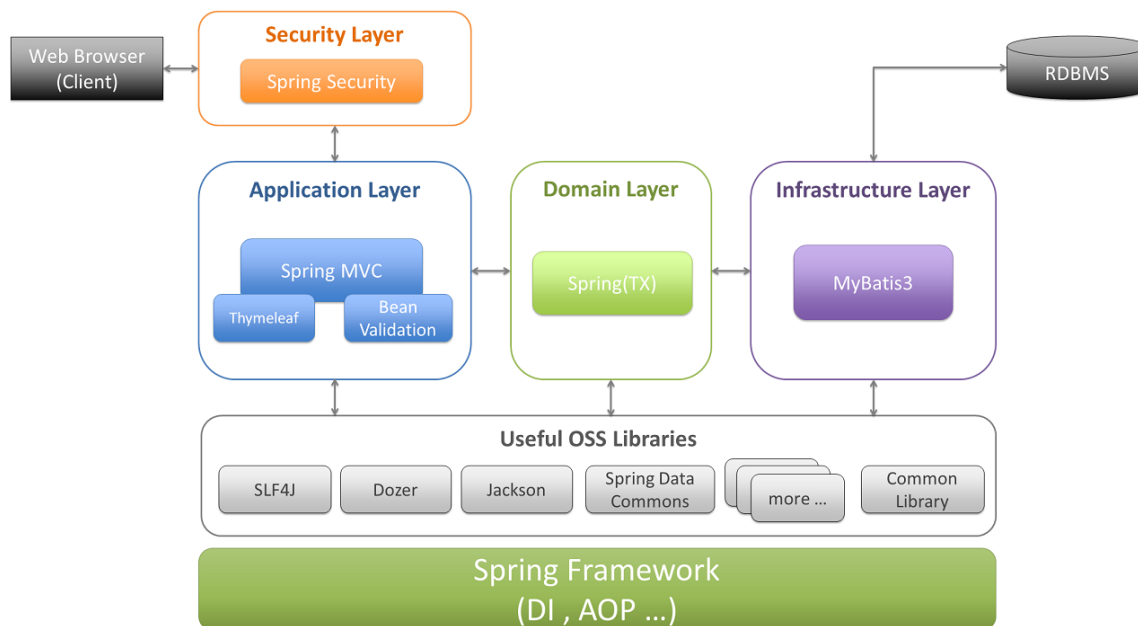 Security Layer
Web Browser
(Client)
Spring Security
RDBMS
Application Layer
Domain Layer
Infrastructure Layer
Spring MVC
Thymeleaf
Bean
Validation
Spring(TX)
MyBatis3
Useful OSS Libraries
SLF4J
Dozer
Jackson
Spring Data
Commons
more ...
Common
Library
Spring Framework
(DI , AOP ...)